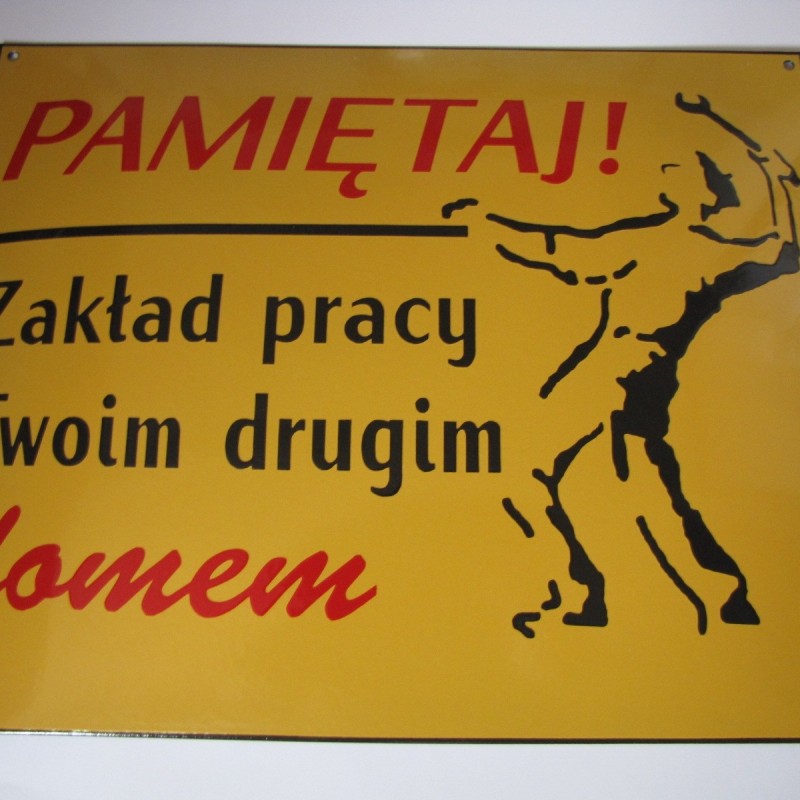 PAMIĘTAJ!
Zakład pracy
Twoim drugim
domem